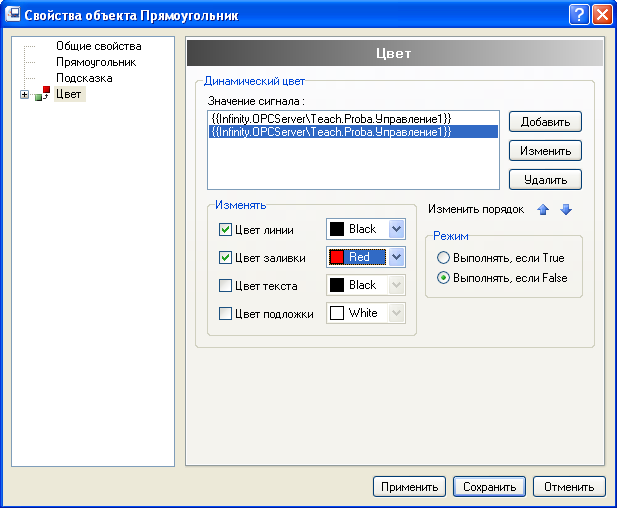 Свойства объекта Прямоугольник
Общие свойства
Прямоугольник
Подсказка
Цвет
Цвет
Динамический цвет
Значение сигнала :
{{Infinity.OPCServer\Teach.Proba.Управление1}}
{{Infinity.OPCServer\Teach.Proba.Управление1}}
Добавить
Изменить
Удалить
Изменить порядок
Изменять
Цвет линии Black
Цвет заливки Red
Цвет текста Black
Цвет подложки White
Режим
Выполнять, если True
Выполнять, если False
Применить Сохранить Отменить